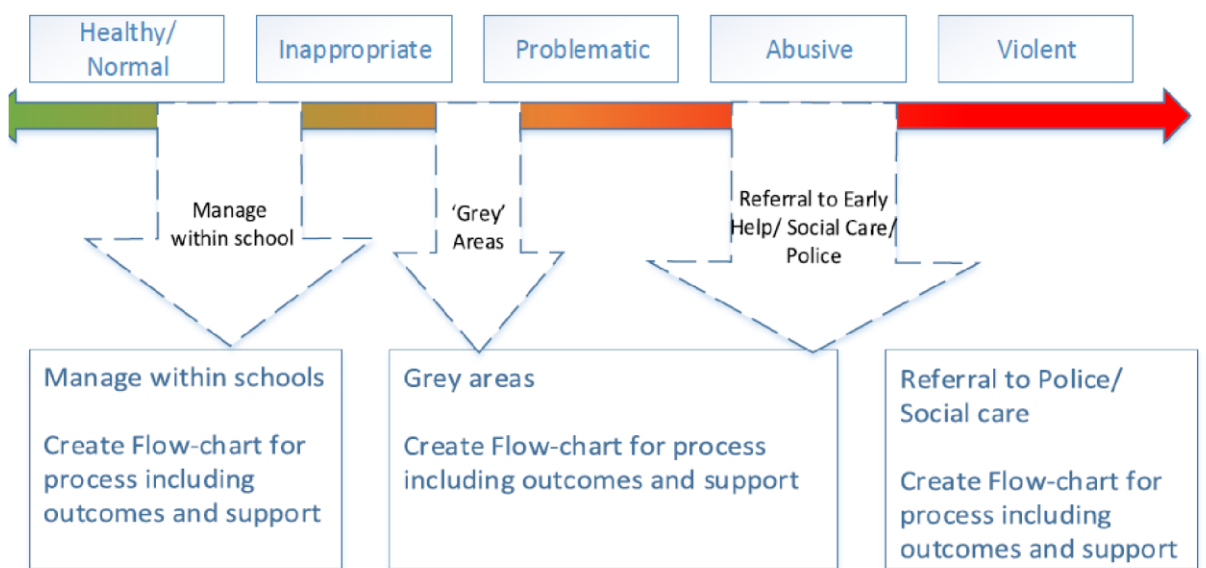 Healthy/
Normal
Inappropriate
Problematic
Abusive
Violent
Manage
within school
‘Grey’
Areas
Referral to Early
Help/ Social Care/
Police
Manage within schools
Create Flow-chart for
process including
outcomes and support
Grey areas
Create Flow-chart for process
including outcomes and support
Referral to Police/
Social care
Create Flow-chart for
process including
outcomes and support